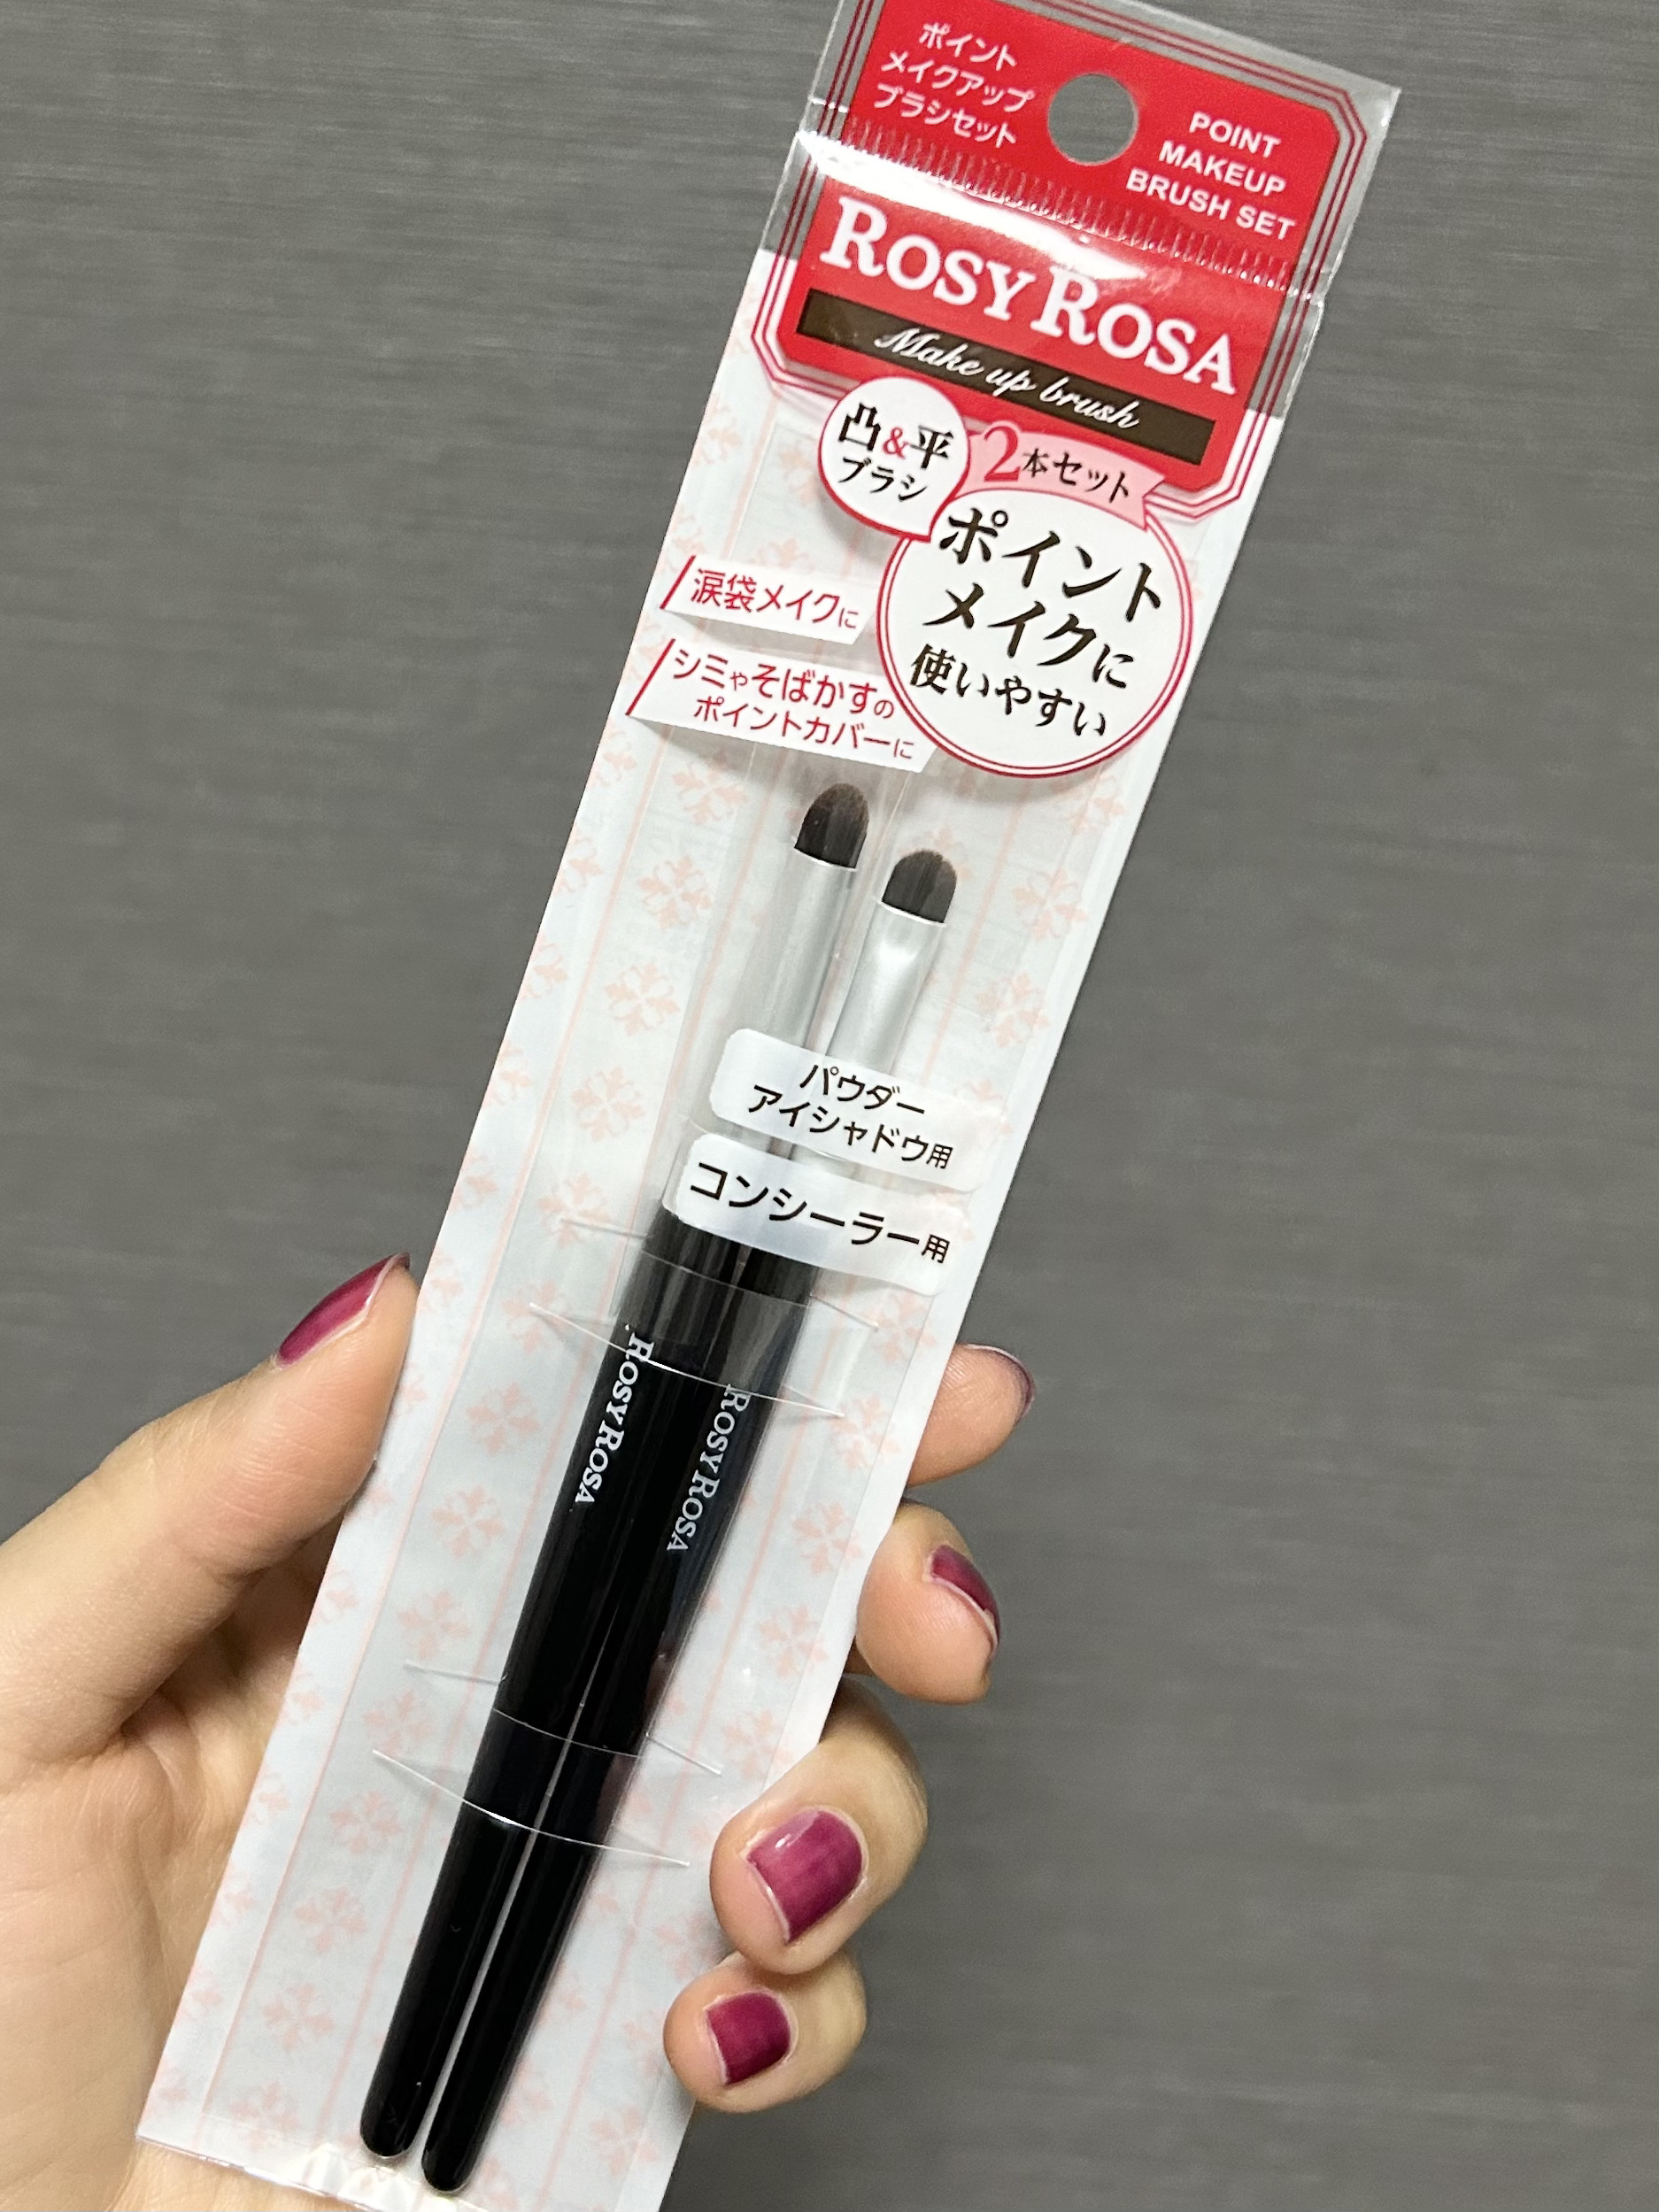 ポイント
メイクアップ
ブラシセット
POINT
MAKEUP
BRUSH SET
ROSY ROSA
Make up brush
凸&平
ブラシ
2本セット
ポイント
メイクに
使いやすい
涙袋メイクに
シミやそばかすの
ポイントカバーに
パウダー
アイシャドウ用
コンシーラー用
ROSY ROSA
ROSY ROSA